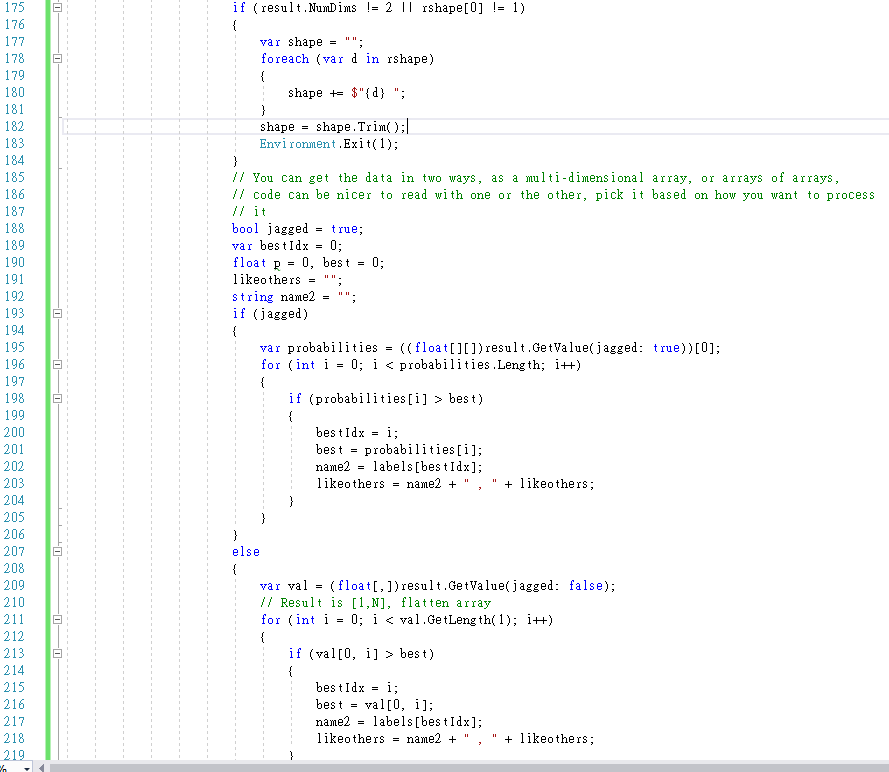 175 if (result.NumDims != 2 || rshape[0] != 1)
176 {
177 var shape = "";
178 foreach (var d in rshape)
179 {
180 shape += $"{d} ";
181 }
182 shape = shape.Trim();
183 Environment.Exit(1);
184 }
185 // You can get the data in two ways, as a multi-dimensional array, or arrays of arrays,
186 // code can be nicer to read with one or the other, pick it based on how you want to process
187 // it
188 bool jagged = true;
189 var bestIdx = 0;
190 float p = 0, best = 0;
191 likeothers = "";
192 string name2 = "";
193 if (jagged)
194 {
195 var probabilities = ((float[][])result.GetValue(jagged: true))[0];
196 for (int i = 0; i < probabilities.Length; i++)
197 {
198 if (probabilities[i] > best)
199 {
200 bestIdx = i;
201 best = probabilities[i];
202 name2 = labels[bestIdx];
203 likeothers = name2 + " , " + likeothers;
204 }
205 }
206 }
207 else
208 {
209 var val = (float[,])result.GetValue(jagged: false);
210 // Result is [1,N], flatten array
211 for (int i = 0; i < val.GetLength(1); i++)
212 {
213 if (val[0, i] > best)
214 {
215 bestIdx = i;
216 best = val[0, i];
217 name2 = labels[bestIdx];
218 likeothers = name2 + " , " + likeothers;
219 }
%